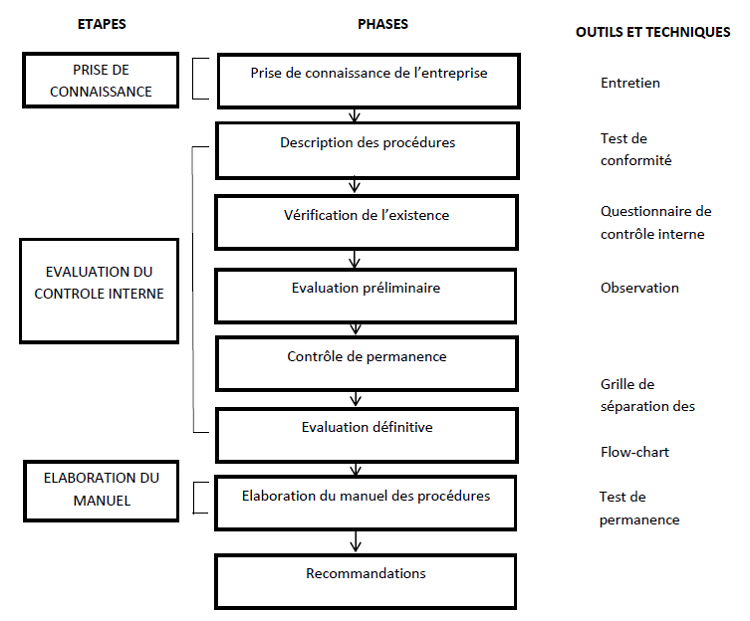 ETAPES
PHASES
OUTILS ET TECHNIQUES
PRISE DE
CONNAISSANCE
Prise de connaissance de l’entreprise
Entretien
Description des procédures
Test de
conformité
Vérification de l’existence
Questionnaire de
contrôle interne
EVALUATION DU
CONTROLE INTERNE
Evaluation préliminaire
Observation
Contrôle de permanence
Grille de
séparation des
Evaluation définitive
Flow-chart
ELABORATION DU
MANUEL
Elaboration du manuel des procédures
Test de
permanence
Recommandations